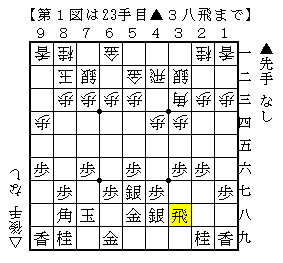 【第１図は23手目▲３八飛まで】
９ ８ ７ ６ ５ ４ ３ ２ １
香 桂 金 桂 香 一
玉 銀 金 飛 銀 二
歩 歩 歩 歩 角 歩 歩 三
歩 歩 歩 四
五
歩 歩 歩 歩 歩 六
歩 歩 銀 歩 歩 七
角 玉 金 銀 飛 八
香 桂 金 桂 香 九
▲先手 なし
△後手 なし